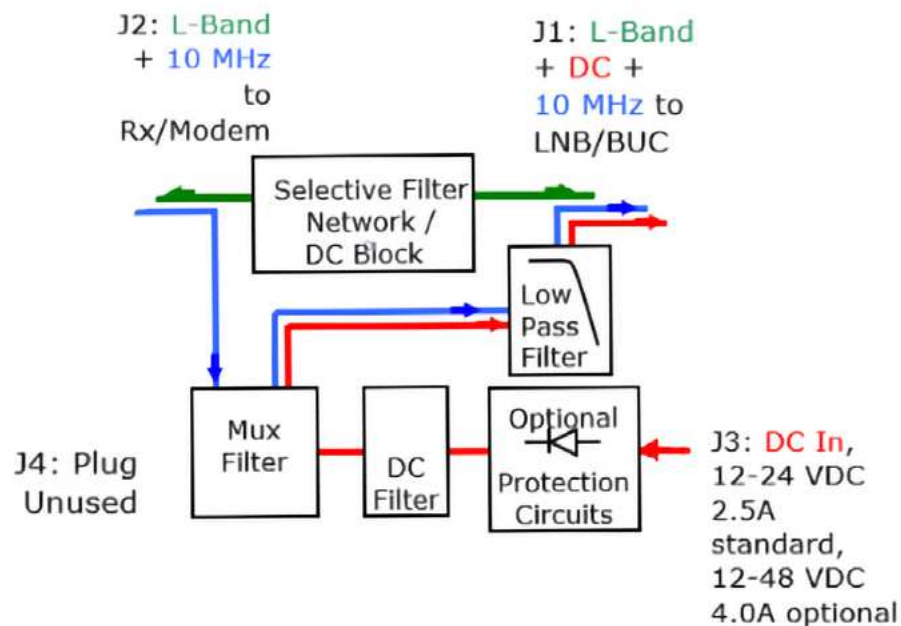 J2: L-Band
+ 10 MHz
to
Rx/Modem
J1: L-Band
+ DC +
10 MHz to
LNB/BUC
Selective Filter
Network /
DC Block
Low
Pass
Filter
Mux
Filter
DC
Filter
Optional
Protection
Circuits
J4: Plug
Unused
J3: DC In,
12-24 VDC
2.5A
standard,
12-48 VDC
4.0A optional